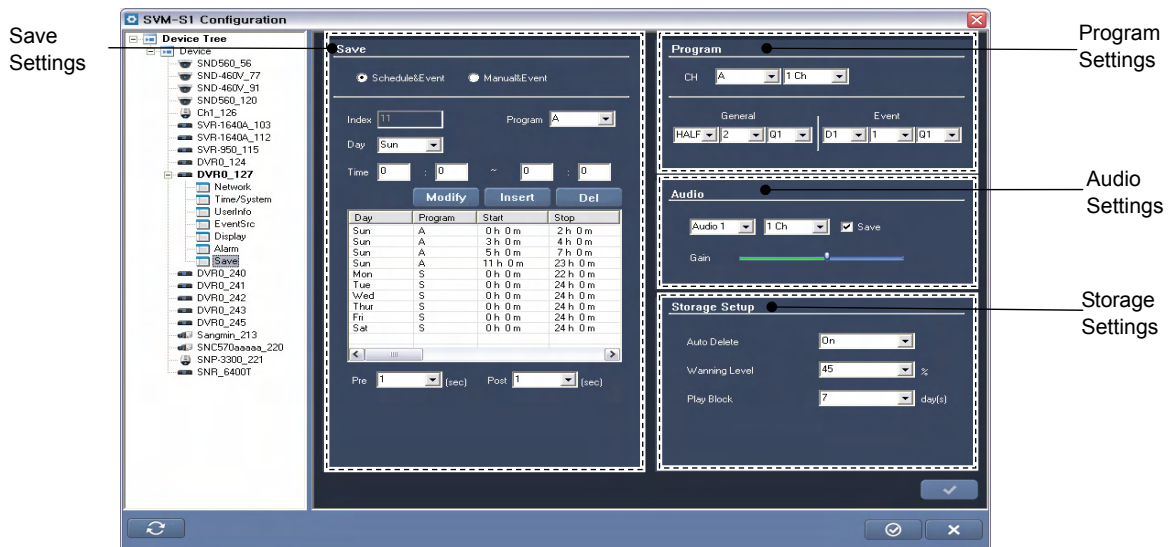 SVM-S1 Configuration
Save
Settings
Device Tree
Device
SND560_56
SND-460V_77
SND-460V_91
SND560_120
Ch1_126
SVR-1640A_103
SVR-1640A_112
SVR-950_115
DVR0_124
DVR0_127
Network
Time/System
UserInfo
EventSrc
Display
Alarm
Save
DVR0_240
DVR0_241
DVR0_242
DVR0_243
DVR0_245
Sangmin_213
SNC570aaaaa_220
SNP-3300_221
SNR_6400T
Save
Schedule&Event Manual&Event
Index 11 Program A
Day Sun
Time 0 : 0 ~ 0 : 0
Modify Insert Del
Day Program Start Stop
Sun A 0 h 0 m 2 h 0 m
Sun A 3 h 0 m 4 h 0 m
Sun A 5 h 0 m 7 h 0 m
Sun A 11 h 0 m 23 h 0 m
Mon S 0 h 0 m 22 h 0 m
Tue S 0 h 0 m 24 h 0 m
Wed S 0 h 0 m 24 h 0 m
Thur S 0 h 0 m 24 h 0 m
Fri S 0 h 0 m 24 h 0 m
Sat S 0 h 0 m 24 h 0 m
Pre 1 (sec) Post 1 (sec)
Program
CH A 1 Ch
General Event
HALF 2 Q1 D1 1 Q1
Program
Settings
Audio
Audio 1 1 Ch Save
Gain
Audio
Settings
Storage Setup
Auto Delete On
Wanning Level 45 %
Play Block 7 day(s)
Storage
Settings